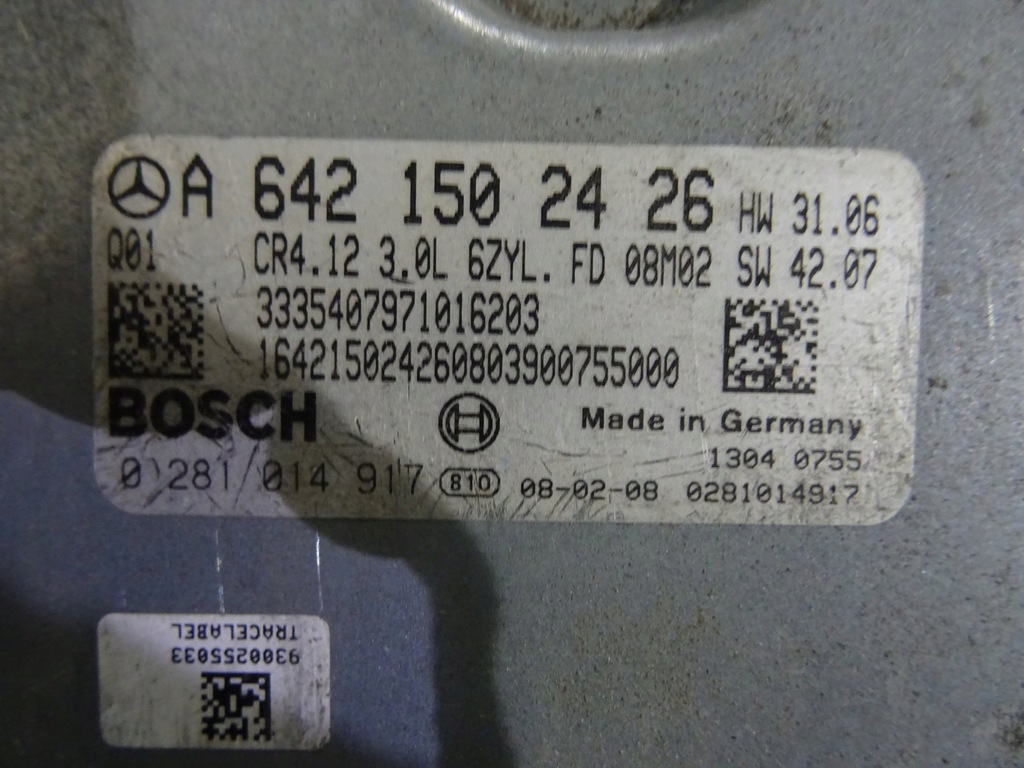 A 642 150 24 26 HW 31.06
Q01 CR4.12 3.0L 6ZYL. FD 08M02 SW 42.07
3335407971016203
164215024260803900755000
BOSCH Made in Germany
1304 0755
0 281 014 917 810 08-02-08 0281014917
TRACELABEL
9300255033